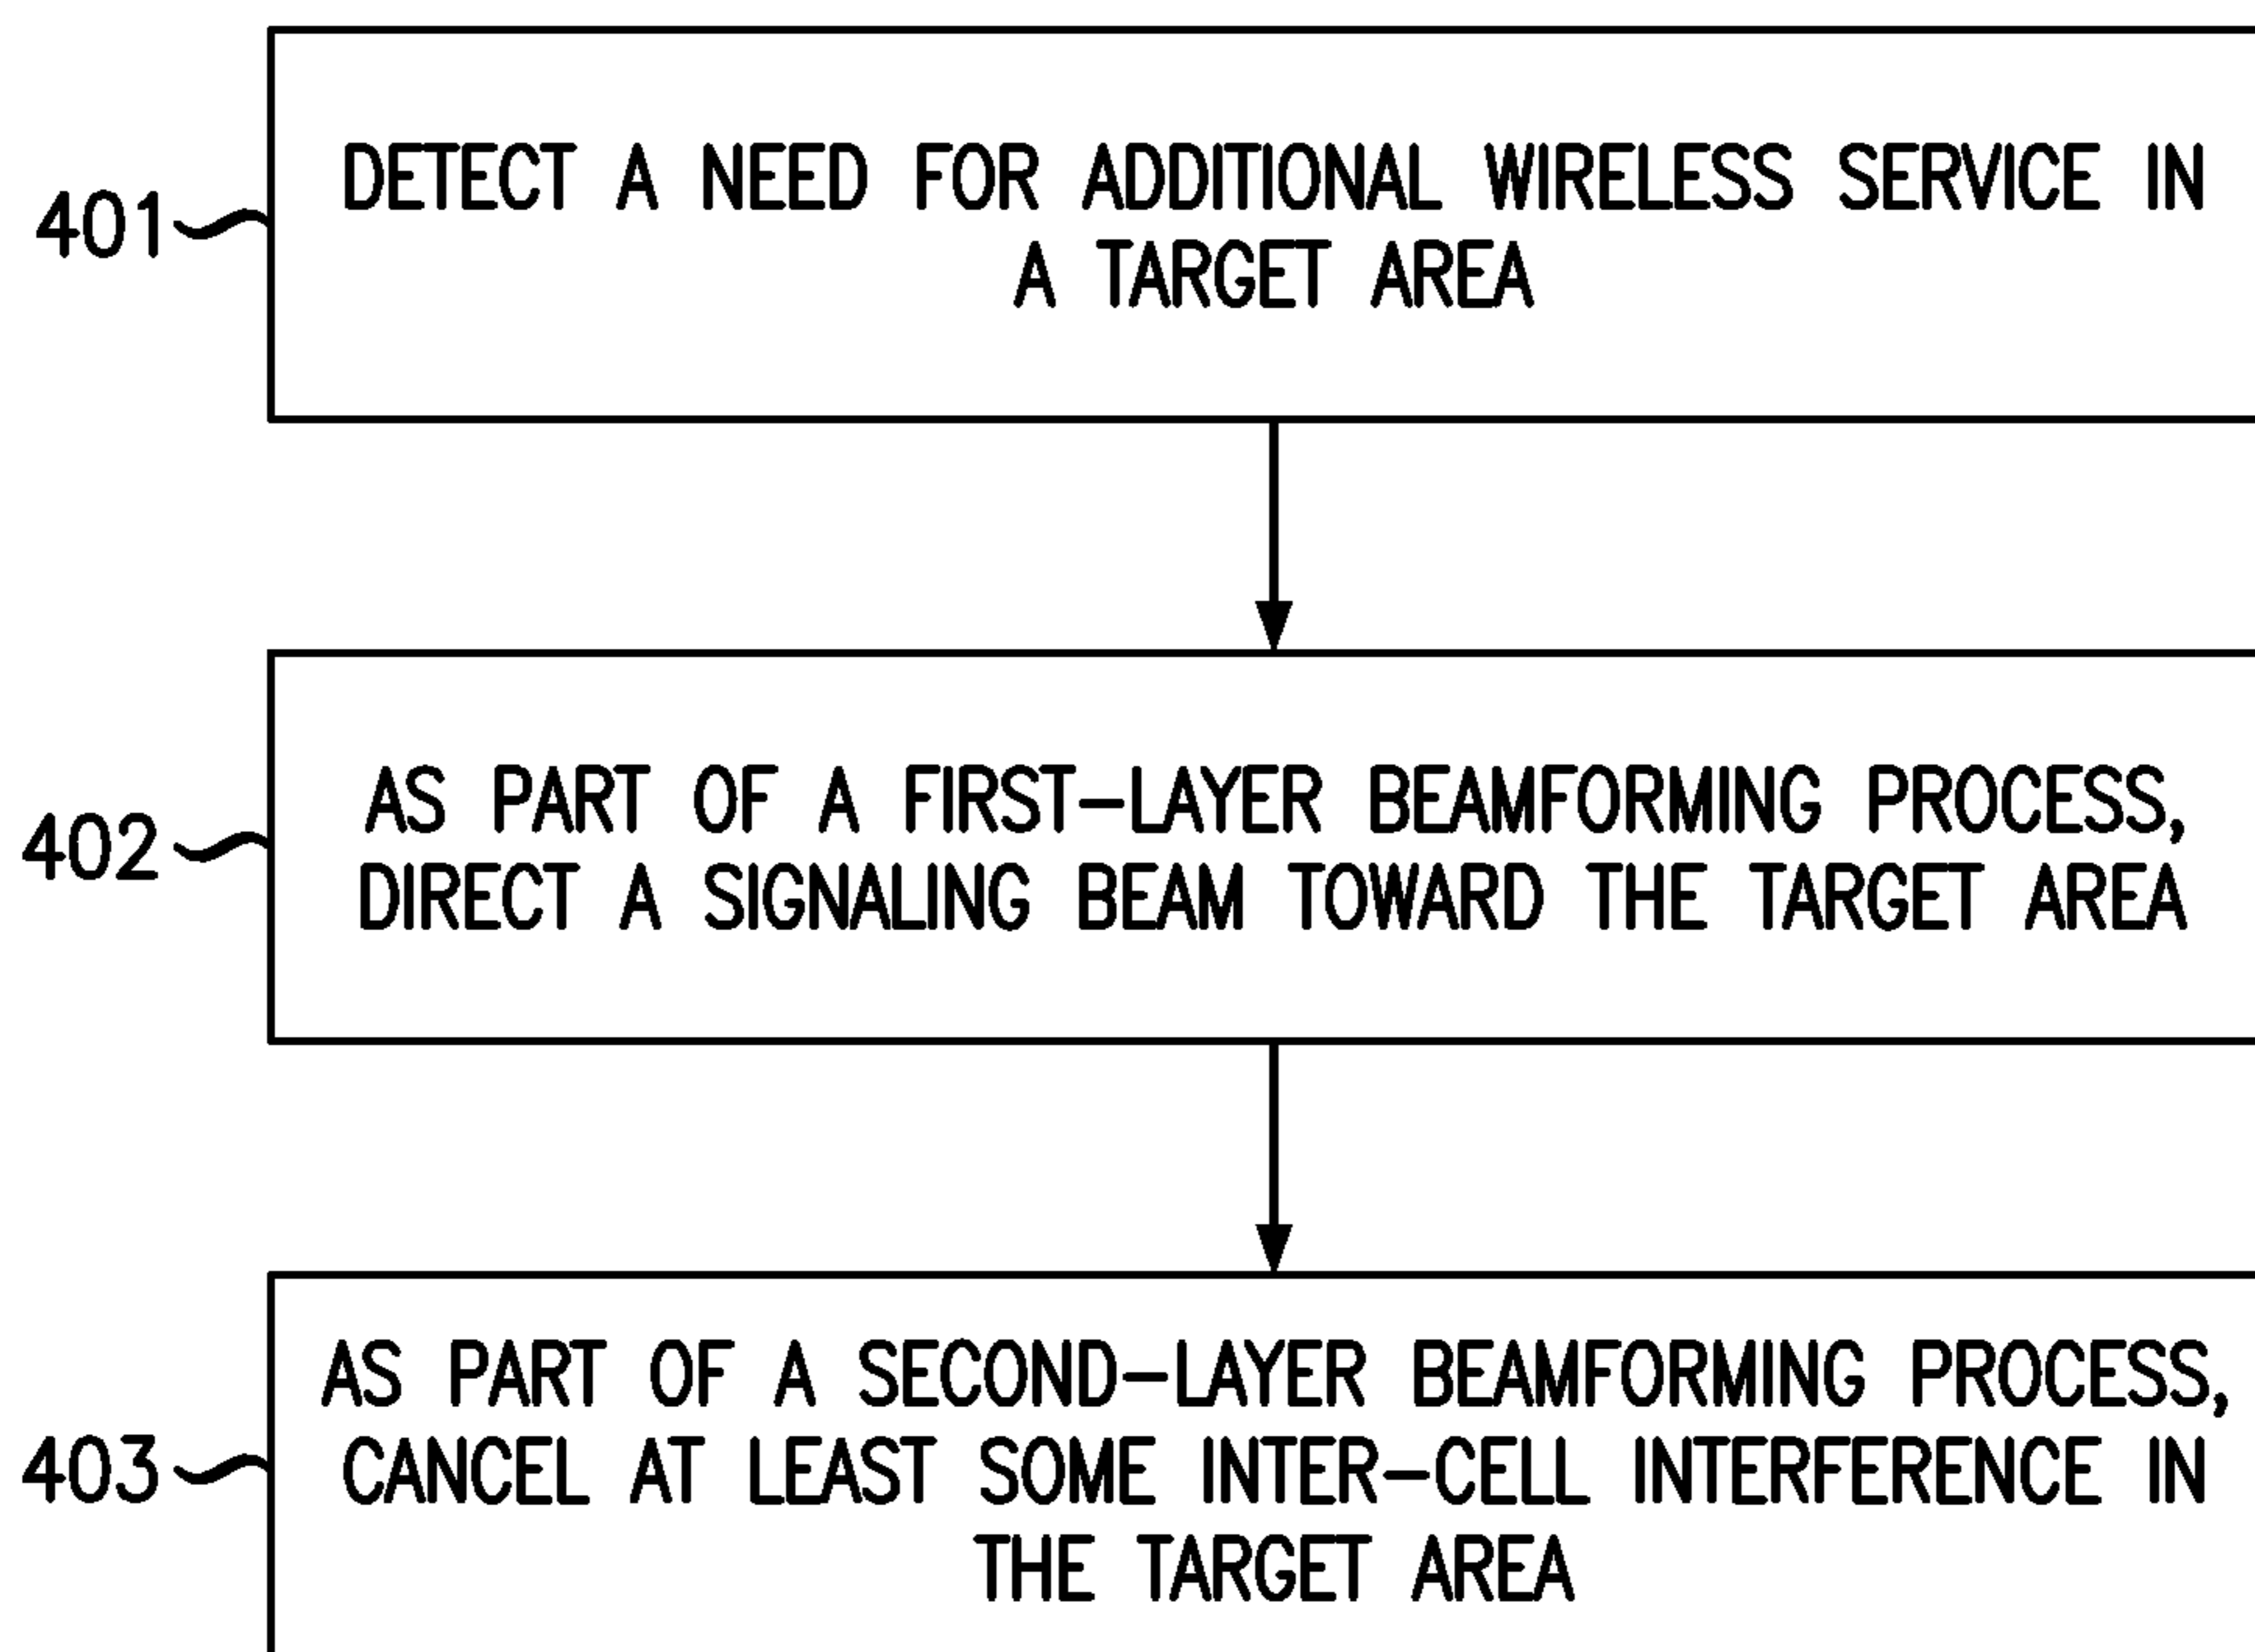 401
DETECT A NEED FOR ADDITIONAL WIRELESS SERVICE IN
A TARGET AREA
402
AS PART OF A FIRST-LAYER BEAMFORMING PROCESS,
DIRECT A SIGNALING BEAM TOWARD THE TARGET AREA
403
AS PART OF A SECOND-LAYER BEAMFORMING PROCESS,
CANCEL AT LEAST SOME INTER-CELL INTERFERENCE IN
THE TARGET AREA